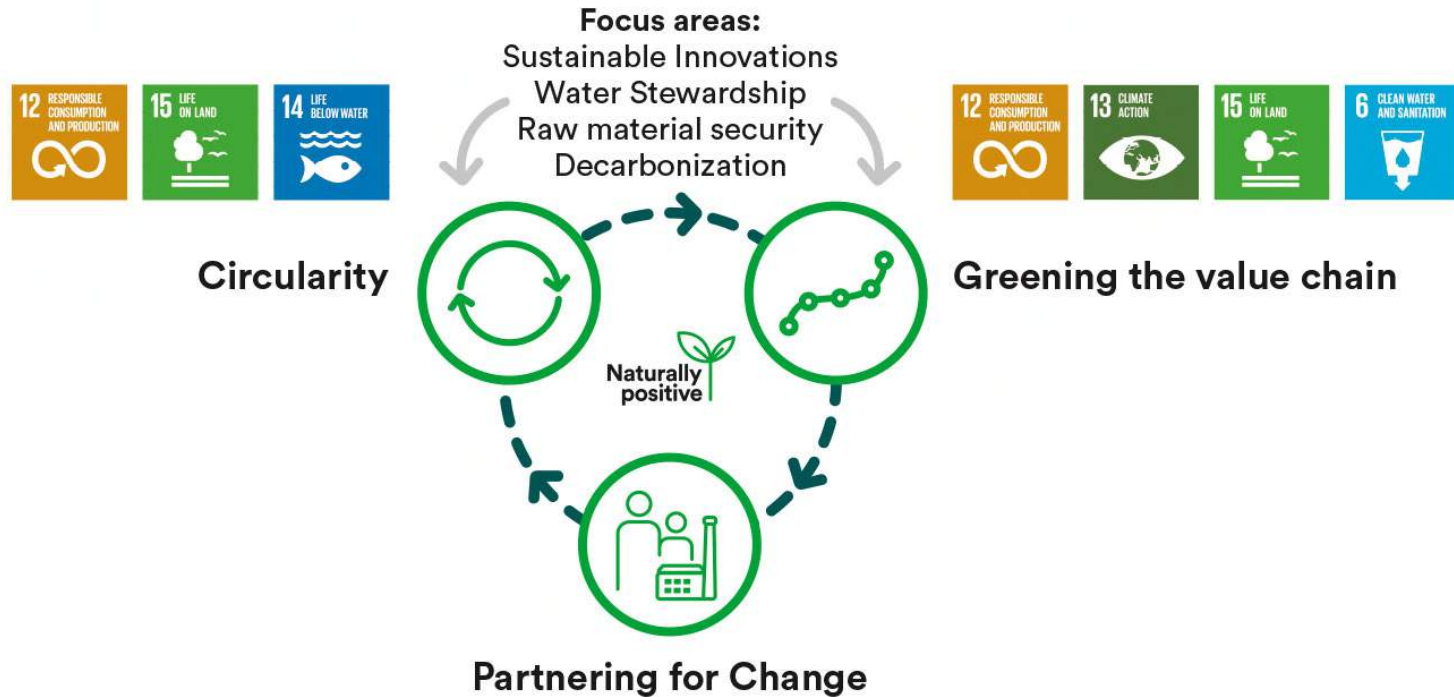 Focus areas:
Sustainable Innovations
Water Stewardship
Raw material security
Decarbonization
12 RESPONSIBLE
CONSUMPTION
AND PRODUCTION
15 LIFE
ON LAND
14 LIFE
BELOW WATER
12 RESPONSIBLE
CONSUMPTION
AND PRODUCTION
13 CLIMATE
ACTION
15 LIFE
ON LAND
6 CLEAN WATER
AND SANITATION
Circularity
Greening the value chain
Naturally
positive
Partnering for Change